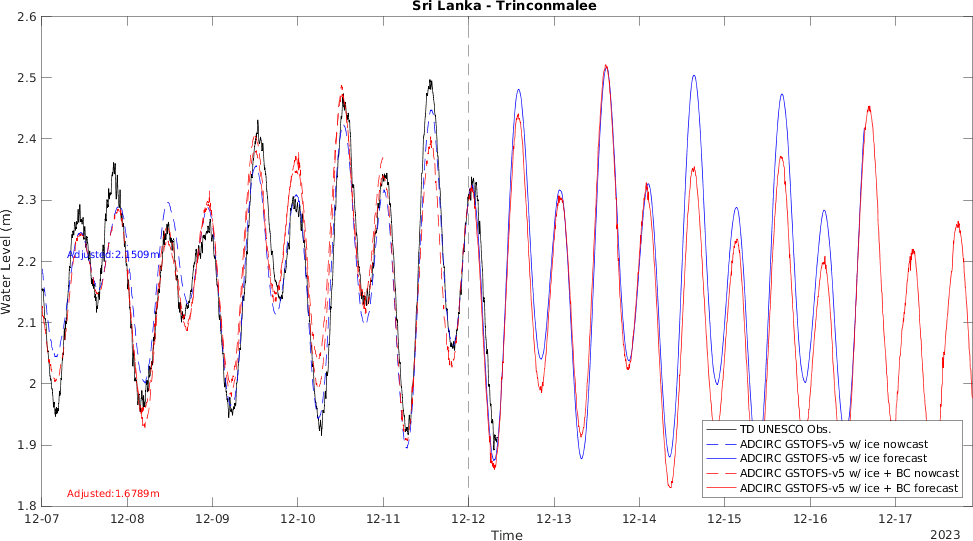 Sri Lanka - Trinconmalee
2.6
2.5
2.4
2.3
2.2
2.1
2
1.9
1.8
Water Level (m)
Adjusted:2.1509m
Adjusted:1.6789m
TD UNESCO Obs.
ADCIRC GSTOFS-v5 w/ ice nowcast
ADCIRC GSTOFS-v5 w/ ice forecast
ADCIRC GSTOFS-v5 w/ ice + BC nowcast
ADCIRC GSTOFS-v5 w/ ice + BC forecast
12-07 12-08 12-09 12-10 12-11 12-12 12-13 12-14 12-15 12-16 12-17
Time
2023